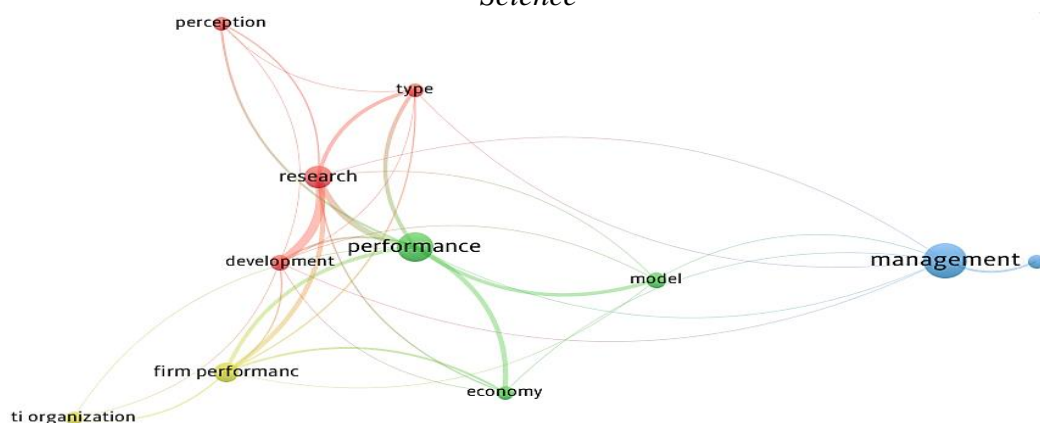 Science
perception
type
research
performance
development
management
model
firm performanc
economy
ti organization